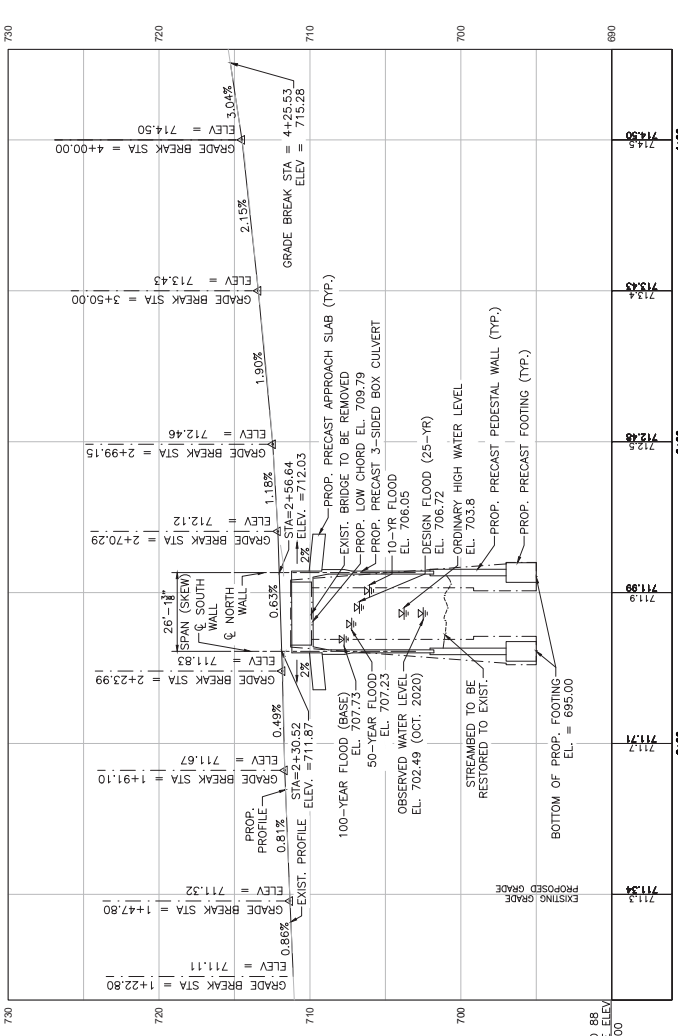 730
720
710
700
690
GRADE BREAK STA = 1+22.80
ELEV = 711.11
0.86%
GRADE BREAK STA = 1+47.80
ELEV = 711.32
EXIST. PROFILE
0.81%
PROP.
PROFILE
GRADE BREAK STA = 1+91.10
ELEV = 711.67
0.49%
GRADE BREAK STA = 2+23.99
ELEV = 711.83
STA=2+30.52
ELEV. =711.87
2%
26'-1¾"
SPAN (SKEW)
℄ SOUTH
WALL
℄ NORTH
WALL
0.63%
STA=2+56.64
ELEV. =712.03
2%
GRADE BREAK STA = 2+70.29
ELEV = 712.12
1.18%
GRADE BREAK STA = 2+99.15
ELEV = 712.46
1.90%
GRADE BREAK STA = 3+50.00
ELEV = 713.43
2.15%
GRADE BREAK STA = 4+00.00
ELEV = 714.50
3.04%
GRADE BREAK STA = 4+25.53
ELEV = 715.28
100-YEAR FLOOD (BASE)
EL. 707.73
50-YEAR FLOOD
EL. 707.23
OBSERVED WATER LEVEL
EL. 702.49 (OCT. 2020)
STREAMBED TO BE
RESTORED TO EXIST.
BOTTOM OF PROP. FOOTING
EL. = 695.00
PROP. PRECAST APPROACH SLAB (TYP.)
EXIST. BRIDGE TO BE REMOVED
PROP. LOW CHORD EL. 709.79
PROP. PRECAST 3-SIDED BOX CULVERT
10-YR FLOOD
EL. 706.05
DESIGN FLOOD (25-YR)
EL. 706.72
ORDINARY HIGH WATER LEVEL
EL. 703.8
PROP. PRECAST PEDESTAL WALL (TYP.)
PROP. PRECAST FOOTING (TYP.)
EXISTING GRADE
PROPOSED GRADE
711.3
711.34
711.7
711.71
711.9
711.99
712.5
712.48
713.4
713.43
714.5
714.50
730
720
710
700
690
88
ELEV
00